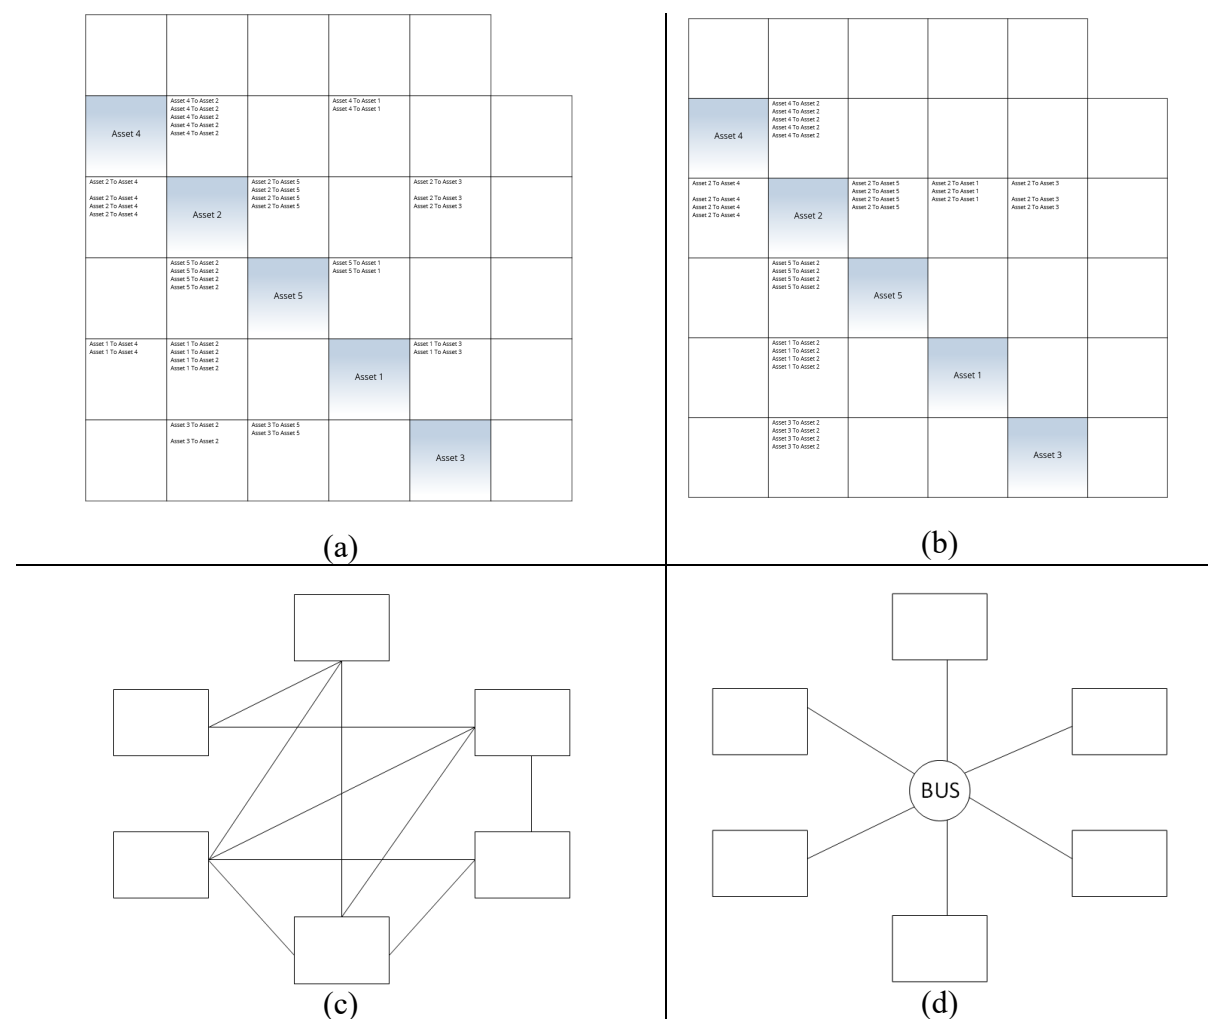 Asset 4
Asset 4 To Asset 2
Asset 4 To Asset 2
Asset 4 To Asset 2
Asset 4 To Asset 2
Asset 4 To Asset 2
Asset 4 To Asset 1
Asset 4 To Asset 1
Asset 2 To Asset 4
Asset 2 To Asset 4
Asset 2 To Asset 4
Asset 2 To Asset 4
Asset 2
Asset 2 To Asset 5
Asset 2 To Asset 5
Asset 2 To Asset 5
Asset 2 To Asset 5
Asset 2 To Asset 3
Asset 2 To Asset 3
Asset 2 To Asset 3
Asset 5 To Asset 2
Asset 5 To Asset 2
Asset 5 To Asset 2
Asset 5 To Asset 2
Asset 5
Asset 5 To Asset 1
Asset 5 To Asset 1
Asset 1 To Asset 4
Asset 1 To Asset 4
Asset 1 To Asset 2
Asset 1 To Asset 2
Asset 1 To Asset 2
Asset 1 To Asset 2
Asset 1
Asset 1 To Asset 3
Asset 1 To Asset 3
Asset 3 To Asset 2
Asset 3 To Asset 2
Asset 3 To Asset 5
Asset 3 To Asset 5
Asset 3
(a)
Asset 4
Asset 4 To Asset 2
Asset 4 To Asset 2
Asset 4 To Asset 2
Asset 4 To Asset 2
Asset 4 To Asset 2
Asset 2 To Asset 4
Asset 2 To Asset 4
Asset 2 To Asset 4
Asset 2 To Asset 4
Asset 2
Asset 2 To Asset 5
Asset 2 To Asset 5
Asset 2 To Asset 5
Asset 2 To Asset 5
Asset 2 To Asset 1
Asset 2 To Asset 1
Asset 2 To Asset 1
Asset 2 To Asset 3
Asset 2 To Asset 3
Asset 2 To Asset 3
Asset 5 To Asset 2
Asset 5 To Asset 2
Asset 5 To Asset 2
Asset 5 To Asset 2
Asset 5
Asset 1 To Asset 2
Asset 1 To Asset 2
Asset 1 To Asset 2
Asset 1 To Asset 2
Asset 1
Asset 3 To Asset 2
Asset 3 To Asset 2
Asset 3 To Asset 2
Asset 3 To Asset 2
Asset 3
(b)
(c)
BUS
(d)